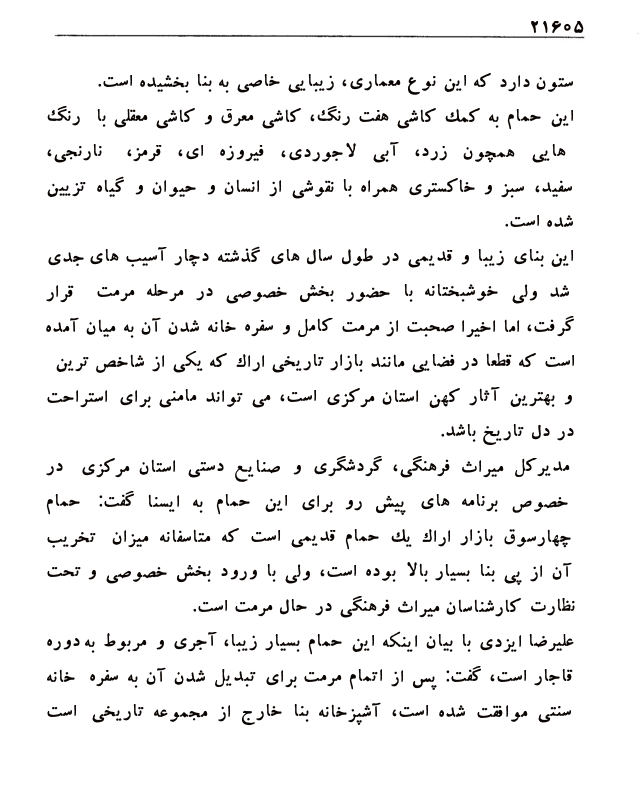 ۲۱۶۰۵
ستون دارد که این نوع معماری، زیبایی خاصی به بنا بخشیده است.
این حمام به کمك کاشی هفت رنگ، کاشی معرق و کاشی معقلی با رنگ
هایی همچون زرد، آبی لاجوردی، فیروزه ای، قرمز، نارنجی،
سفید، سبز و خاکستری همراه با نقوشی از انسان و حیوان و گیاه تزیین
شده است.
این بنای زیبا و قدیمی در طول سال های گذشته دچار آسیب های جدی
شد ولی خوشبختانه با حضور بخش خصوصی در مرحله مرمت قرار
گرفت، اما اخیرا صحبت از مرمت کامل و سفره خانه شدن آن به میان آمده
است که قطعا در فضایی مانند بازار تاریخی اراك که یکی از شاخص ترین
و بهترین آثار کهن استان مرکزی است، می تواند مامنی برای استراحت
در دل تاریخ باشد.
مدیرکل میراث فرهنگی، گردشگری و صنایع دستی استان مرکزی در
خصوص برنامه های پیش رو برای این حمام به ایسنا گفت: حمام
چهارسوق بازار اراك يك حمام قدیمی است که متاسفانه میزان تخریب
آن از پی بنا بسیار بالا بوده است، ولی با ورود بخش خصوصی و تحت
نظارت کارشناسان میراث فرهنگی در حال مرمت است.
علیرضا ایزدی با بیان اینکه این حمام بسیار زیبا، آجری و مربوط به دوره
قاجار است، گفت: پس از اتمام مرمت برای تبدیل شدن آن به سفره خانه
سنتی موافقت شده است، آشپزخانه بنا خارج از مجموعه تاریخی است